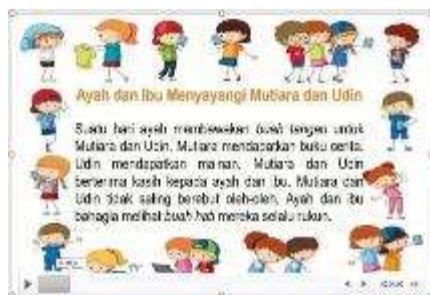 Ayah dan Ibu Menyayangi Mutiara dan Udin
Suatu hari ayah membawakan buah tangan untuk
Mutiara dan Udin. Mutiara mendapatkan buku cerita.
Udin mendapatkan mainan. Mutiara dan Udin
berterima kasih kepada ayah dan ibu. Mutiara dan
Udin tidak saling berebut oleh-oleh. Ayah dan ibu
bahagia melihat buah hati mereka selalu rukun.